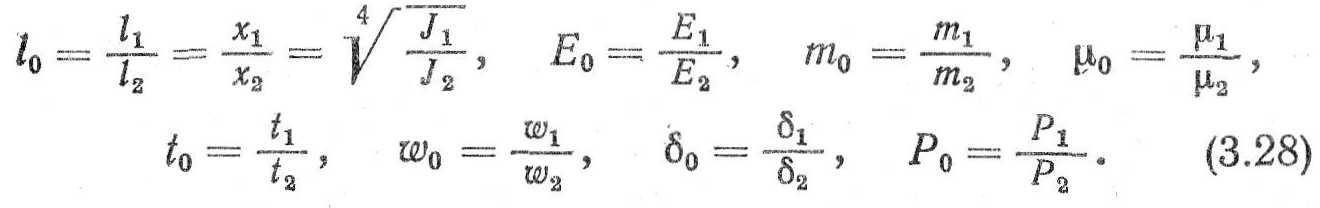 l₀ = l₁/l₂ = x₁/x₂ = ⁴√(J₁/J₂), E₀ = E₁/E₂, m₀ = m₁/m₂, μ₀ = μ₁/μ₂,
t₀ = t₁/t₂, w₀ = w₁/w₂, δ₀ = δ₁/δ₂, P₀ = P₁/P₂. (3.28)